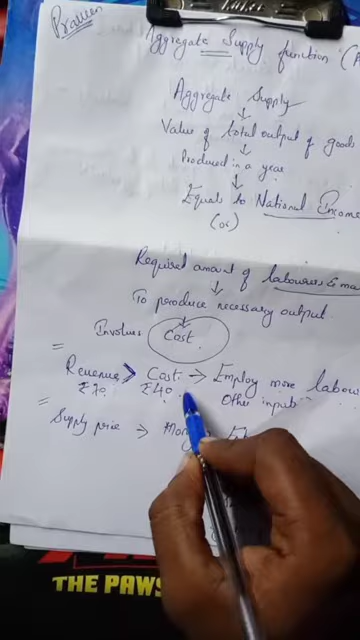 Aggregate Supply function
Aggregate Supply
Value of total output of goods
Produced in a year
Equals to National Income
(or)
Required amount of labourers &
To produce necessary output
Involves Cost
= Revenue > Cost → Employ more
₹70 ₹40 Other inputs
= Supply price →
THE PAWS